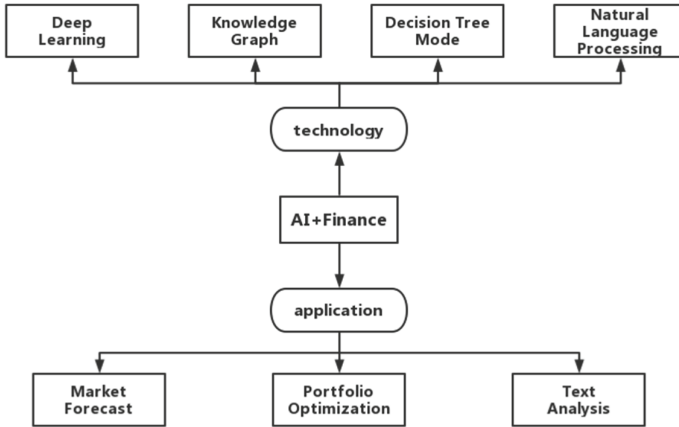 Deep
Learning
Knowledge
Graph
Decision Tree
Mode
Natural
Language
Processing
technology
AI+Finance
application
Market
Forecast
Portfolio
Optimization
Text
Analysis